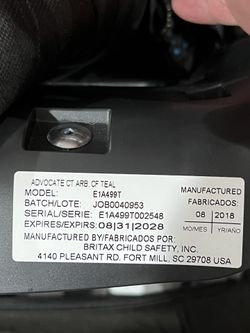 ADVOCATE CT ARB, CF TEAL
MODEL: E1A499T
BATCH/LOTE: JOB0040953
SERIAL/SERIE: E1A499T002548
EXPIRES/EXPIRS: 08|31|2028
MANUFACTURED
FABRICADOS:
08 2018
MO/MES YR/AÑO
MANUFACTURED BY/FABRICADOS POR:
BRITAX CHILD SAFETY, INC.
4140 PLEASANT RD. FORT MILL, SC 29708 USA